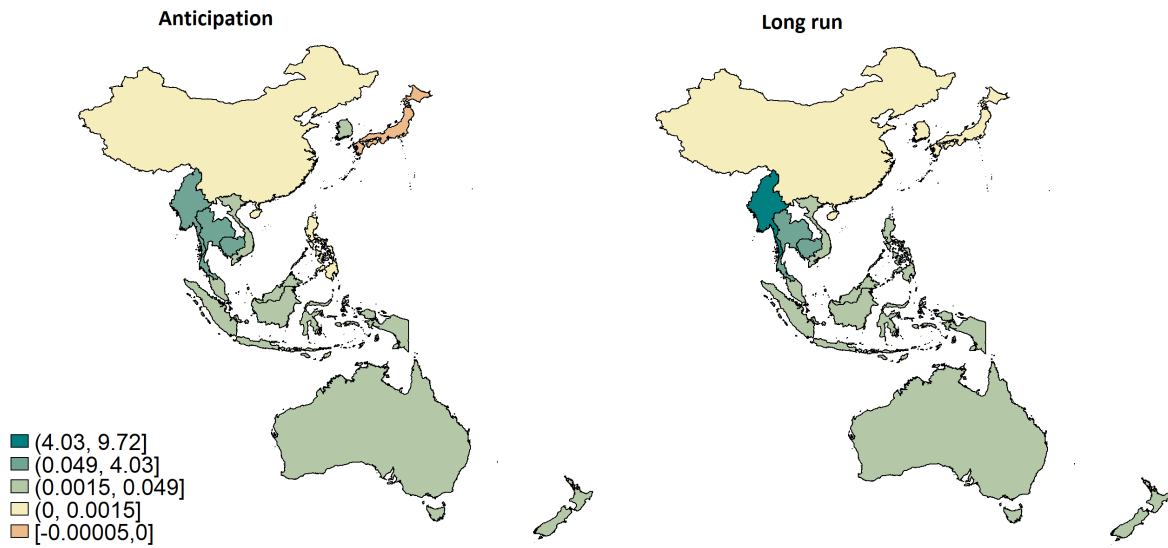 Anticipation
Long run
(4.03, 9.72]
(0.049, 4.03]
(0.0015, 0.049]
(0, 0.0015]
[-0.00005,0]